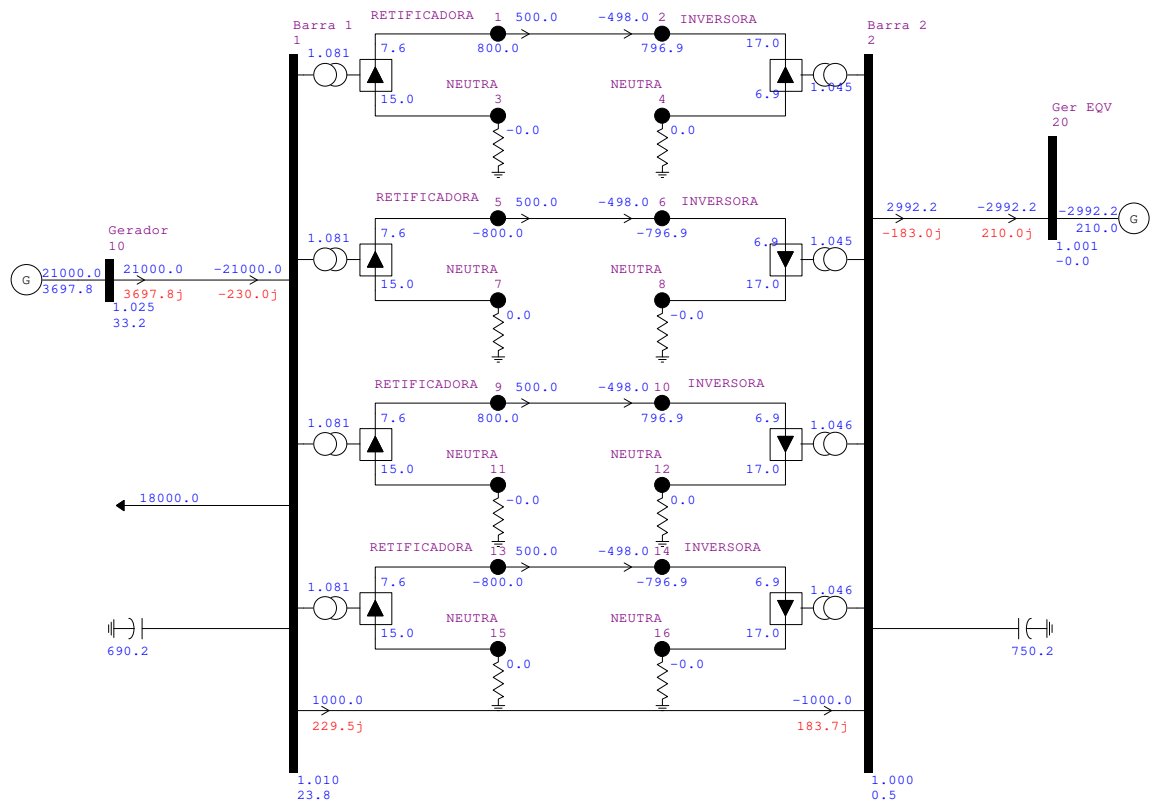 RETIFICADORA 1 500.0 -498.0 2 INVERSORA
Barra 1
1
Barra 2
2
1.081
7.6 800.0 796.9 17.0
15.0 NEUTRA NEUTRA 6.9 1.045
3 4
-0.0 0.0
Ger EQV
20
RETIFICADORA 5 500.0 -498.0 6 INVERSORA
2992.2 -2992.2 -2992.2 G
-183.0j 210.0j 210.0
1.001
-0.0
Gerador
10
1.081 7.6 -800.0 -796.9 6.9 1.045
G 21000.0 21000.0 -21000.0
3697.8 3697.8j -230.0j
1.025
33.2
15.0 NEUTRA NEUTRA 17.0
7 8
0.0 -0.0
RETIFICADORA 9 500.0 -498.0 10 INVERSORA
1.081 7.6 800.0 796.9 6.9 1.046
15.0 NEUTRA NEUTRA 17.0
11 12
-0.0 0.0
18000.0
RETIFICADORA 13 500.0 -498.0 14 INVERSORA
1.081 7.6 -800.0 -796.9 6.9 1.046
15.0 NEUTRA NEUTRA 17.0
15 16
0.0 -0.0
690.2 750.2
1000.0 -1000.0
229.5j 183.7j
1.010 1.000
23.8 0.5